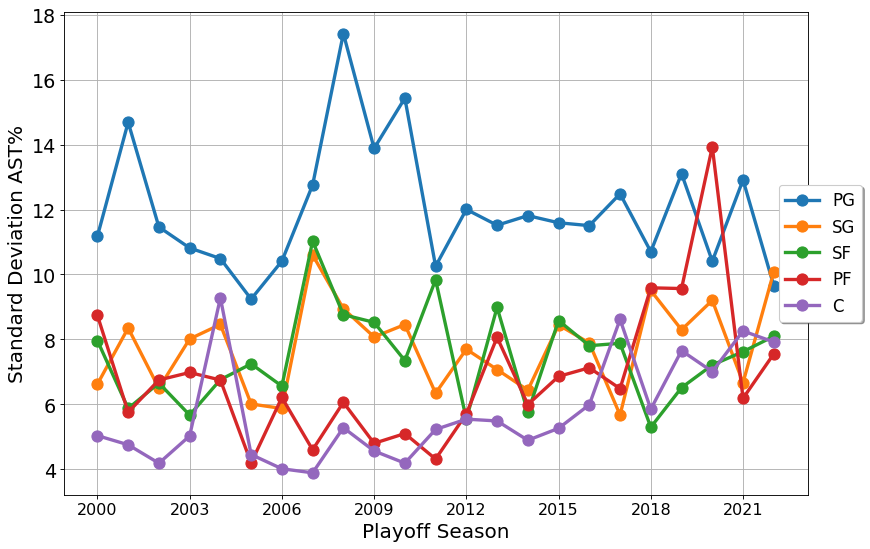 18
16
14
12
10
8
6
4
Standard Deviation AST%
2000 2003 2006 2009 2012 2015 2018 2021
Playoff Season
PG
SG
SF
PF
C